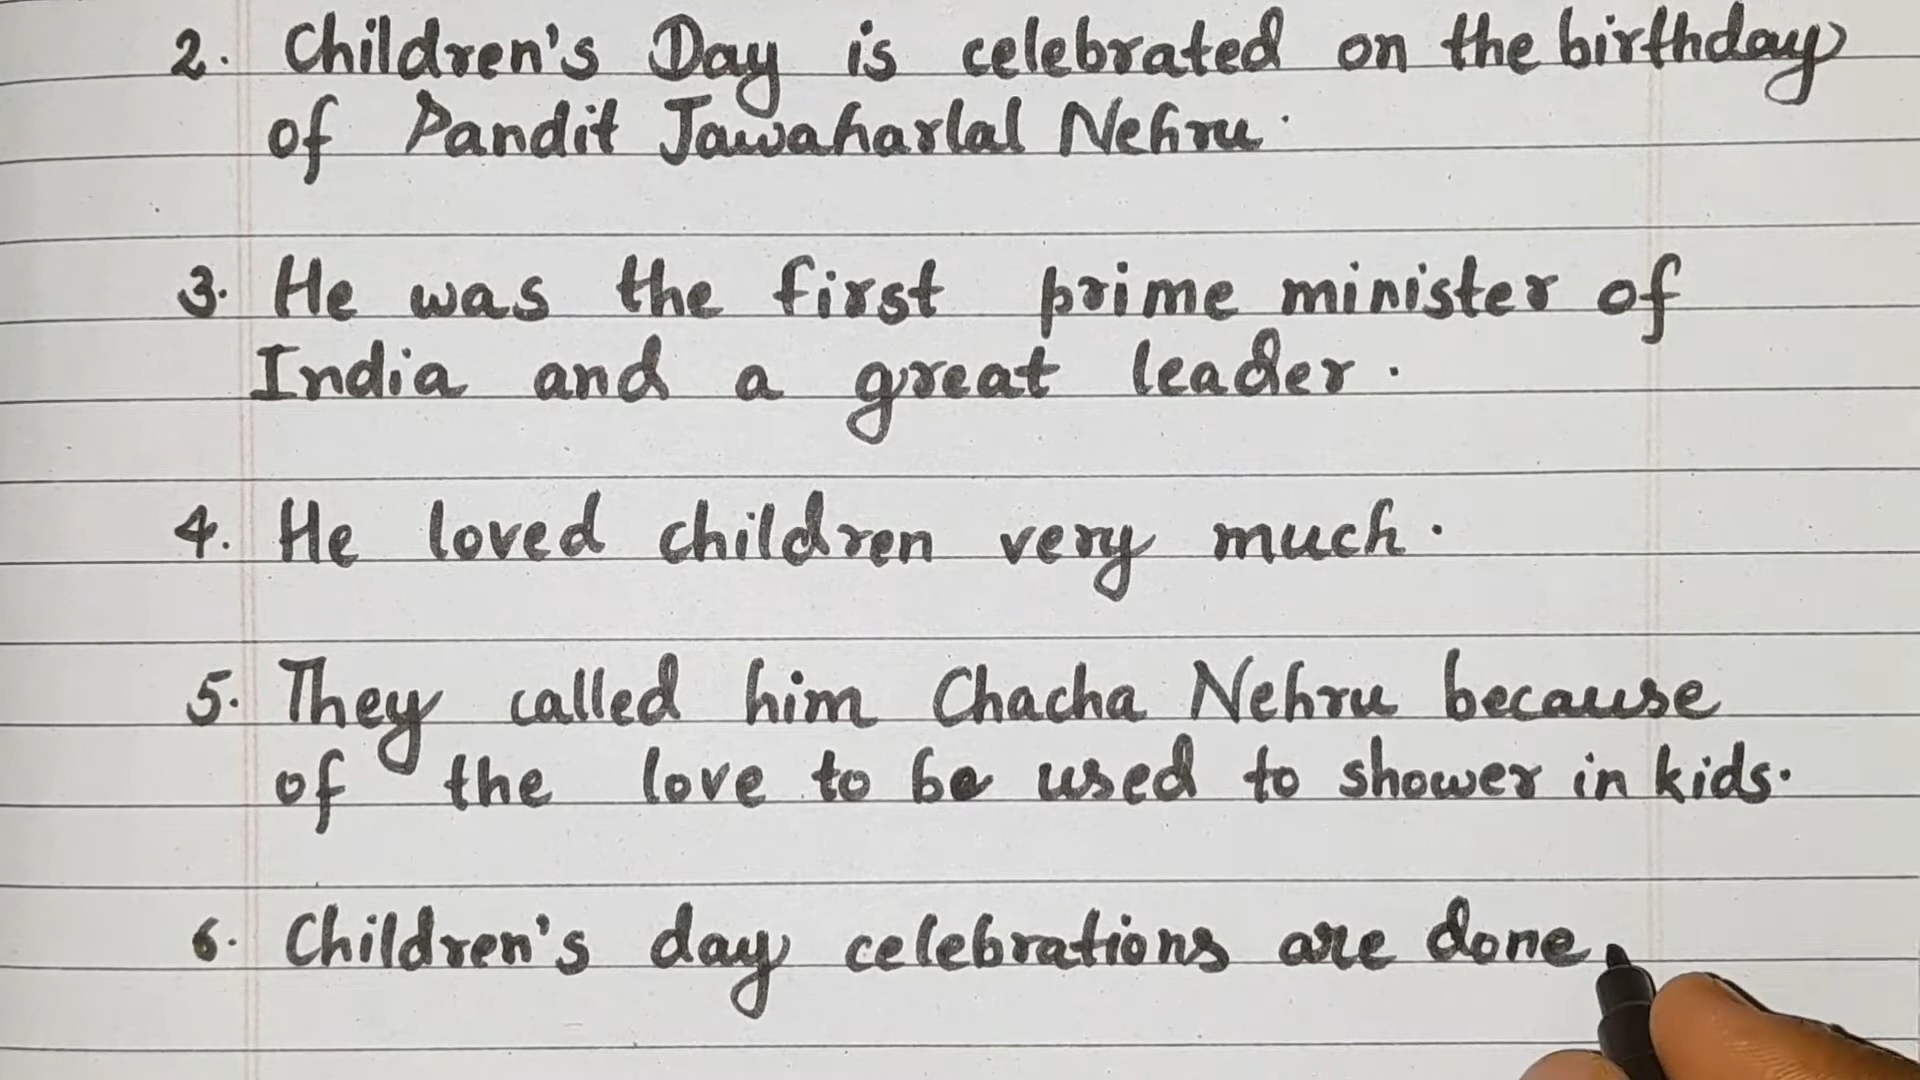 2. Children's Day is celebrated on the birthday
of Pandit Jawaharlal Nehru.
3. He was the first prime minister of
India and a great leader.
4. He loved children very much.
5. They called him Chacha Nehru because
of the love to be used to shower in kids.
6. Children's day celebrations are done